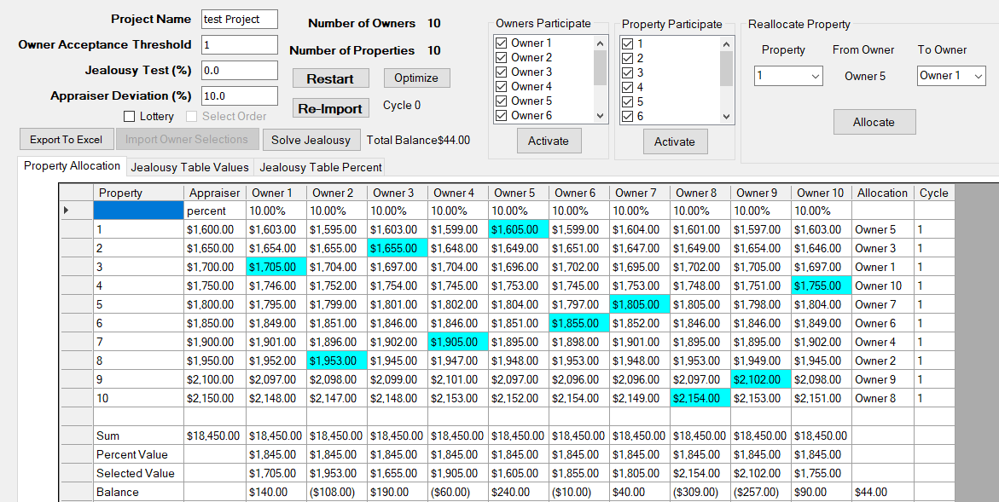 Project Name test Project
Number of Owners 10
Owner Acceptance Threshold 1
Number of Properties 10
Jealousy Test (%) 0.0
Restart Optimize
Appraiser Deviation (%) 10.0
Re-Import Cycle 0
Lottery Select Order
Export To Excel Import Owner Selections Solve Jealousy Total Balance$44.00
Owners Participate
Owner 1
Owner 2
Owner 3
Owner 4
Owner 5
Owner 6
Activate
Property Participate
1
2
3
4
5
6
Activate
Reallocate Property
Property From Owner To Owner
1 Owner 5 Owner 1
Allocate
Property Allocation Jealousy Table Values Jealousy Table Percent
Property Appraiser Owner 1 Owner 2 Owner 3 Owner 4 Owner 5 Owner 6 Owner 7 Owner 8 Owner 9 Owner 10 Allocation Cycle
percent 10.00% 10.00% 10.00% 10.00% 10.00% 10.00% 10.00% 10.00% 10.00% 10.00%
1 $1,600.00 $1,603.00 $1,595.00 $1,603.00 $1,599.00 $1,605.00 $1,599.00 $1,604.00 $1,601.00 $1,597.00 $1,603.00 Owner 5 1
2 $1,650.00 $1,654.00 $1,655.00 $1,655.00 $1,648.00 $1,649.00 $1,651.00 $1,647.00 $1,649.00 $1,654.00 $1,646.00 Owner 3 1
3 $1,700.00 $1,705.00 $1,704.00 $1,697.00 $1,704.00 $1,696.00 $1,702.00 $1,695.00 $1,702.00 $1,705.00 $1,697.00 Owner 1 1
4 $1,750.00 $1,746.00 $1,752.00 $1,754.00 $1,745.00 $1,753.00 $1,745.00 $1,753.00 $1,748.00 $1,751.00 $1,755.00 Owner 10 1
5 $1,800.00 $1,795.00 $1,799.00 $1,801.00 $1,802.00 $1,804.00 $1,797.00 $1,805.00 $1,805.00 $1,798.00 $1,804.00 Owner 7 1
6 $1,850.00 $1,849.00 $1,851.00 $1,846.00 $1,846.00 $1,851.00 $1,855.00 $1,852.00 $1,846.00 $1,846.00 $1,849.00 Owner 6 1
7 $1,900.00 $1,901.00 $1,896.00 $1,902.00 $1,905.00 $1,895.00 $1,898.00 $1,901.00 $1,895.00 $1,895.00 $1,902.00 Owner 4 1
8 $1,950.00 $1,952.00 $1,953.00 $1,945.00 $1,947.00 $1,948.00 $1,953.00 $1,948.00 $1,953.00 $1,949.00 $1,945.00 Owner 2 1
9 $2,100.00 $2,097.00 $2,098.00 $2,099.00 $2,101.00 $2,097.00 $2,096.00 $2,096.00 $2,097.00 $2,102.00 $2,098.00 Owner 9 1
10 $2,150.00 $2,148.00 $2,147.00 $2,148.00 $2,153.00 $2,152.00 $2,154.00 $2,149.00 $2,154.00 $2,153.00 $2,151.00 Owner 8 1
Sum $18,450.00 $18,450.00 $18,450.00 $18,450.00 $18,450.00 $18,450.00 $18,450.00 $18,450.00 $18,450.00 $18,450.00 $18,450.00
Percent Value $1,845.00 $1,845.00 $1,845.00 $1,845.00 $1,845.00 $1,845.00 $1,845.00 $1,845.00 $1,845.00 $1,845.00
Selected Value $1,705.00 $1,953.00 $1,655.00 $1,905.00 $1,605.00 $1,855.00 $1,805.00 $2,154.00 $2,102.00 $1,755.00
Balance $140.00 ($108.00) $190.00 ($60.00) $240.00 ($10.00) $40.00 ($309.00) ($257.00) $90.00 $44.00